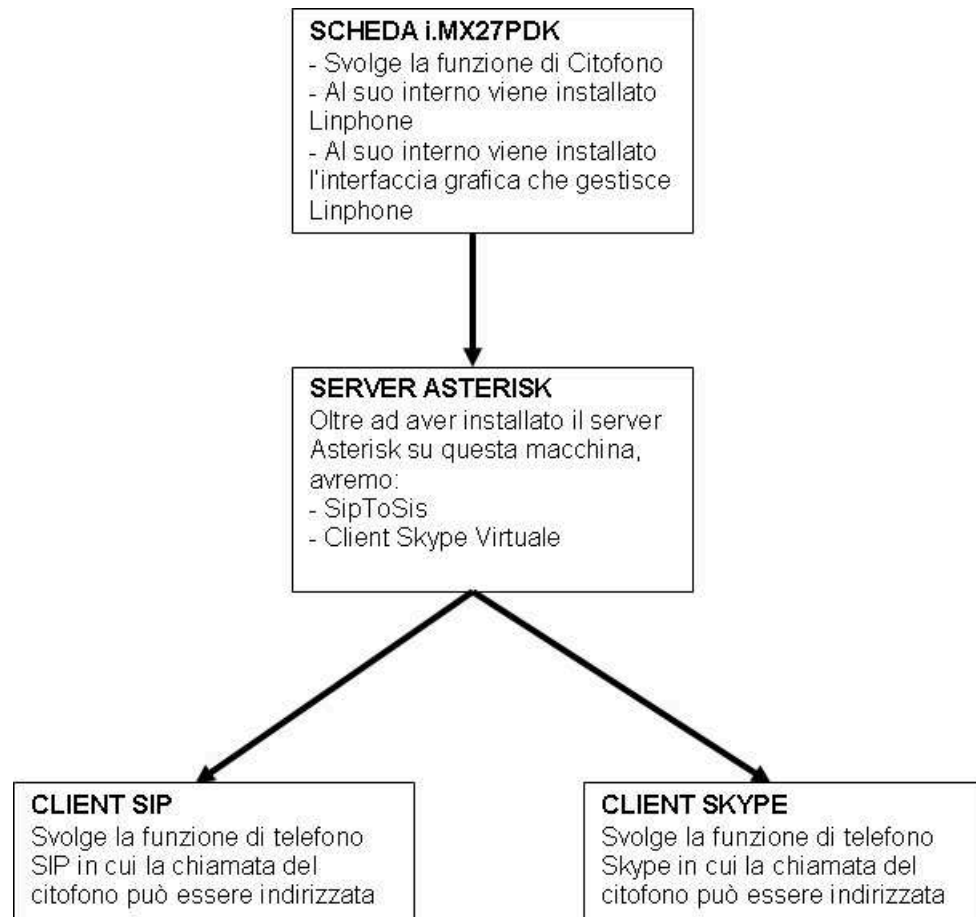 SCHEDA i.MX27PDK
- Svolge la funzione di Citofono
- Al suo interno viene installato
Linphone
- Al suo interno viene installato
l'interfaccia grafica che gestisce
Linphone
SERVER ASTERISK
Oltre ad aver installato il server
Asterisk su questa macchina,
avremo:
- SipToSis
- Client Skype Virtuale
CLIENT SIP
Svolge la funzione di telefono
SIP in cui la chiamata del
citofono può essere indirizzata
CLIENT SKYPE
Svolge la funzione di telefono
Skype in cui la chiamata del
citofono può essere indirizzata